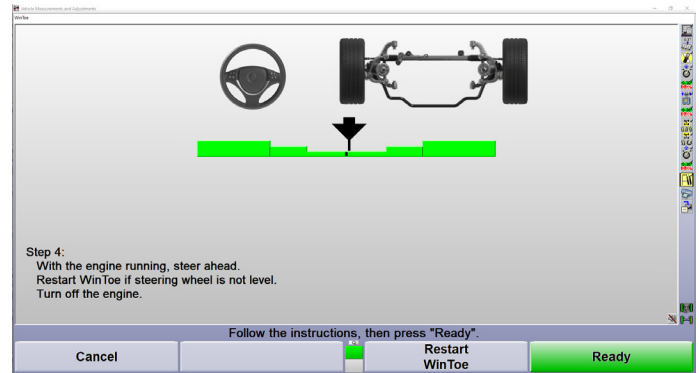 Vehicle Measurements and Adjustments
WinToe
Step 4:
With the engine running, steer ahead.
Restart WinToe if steering wheel is not level.
Turn off the engine.
Follow the instructions, then press "Ready".
Cancel
Restart
WinToe
Ready